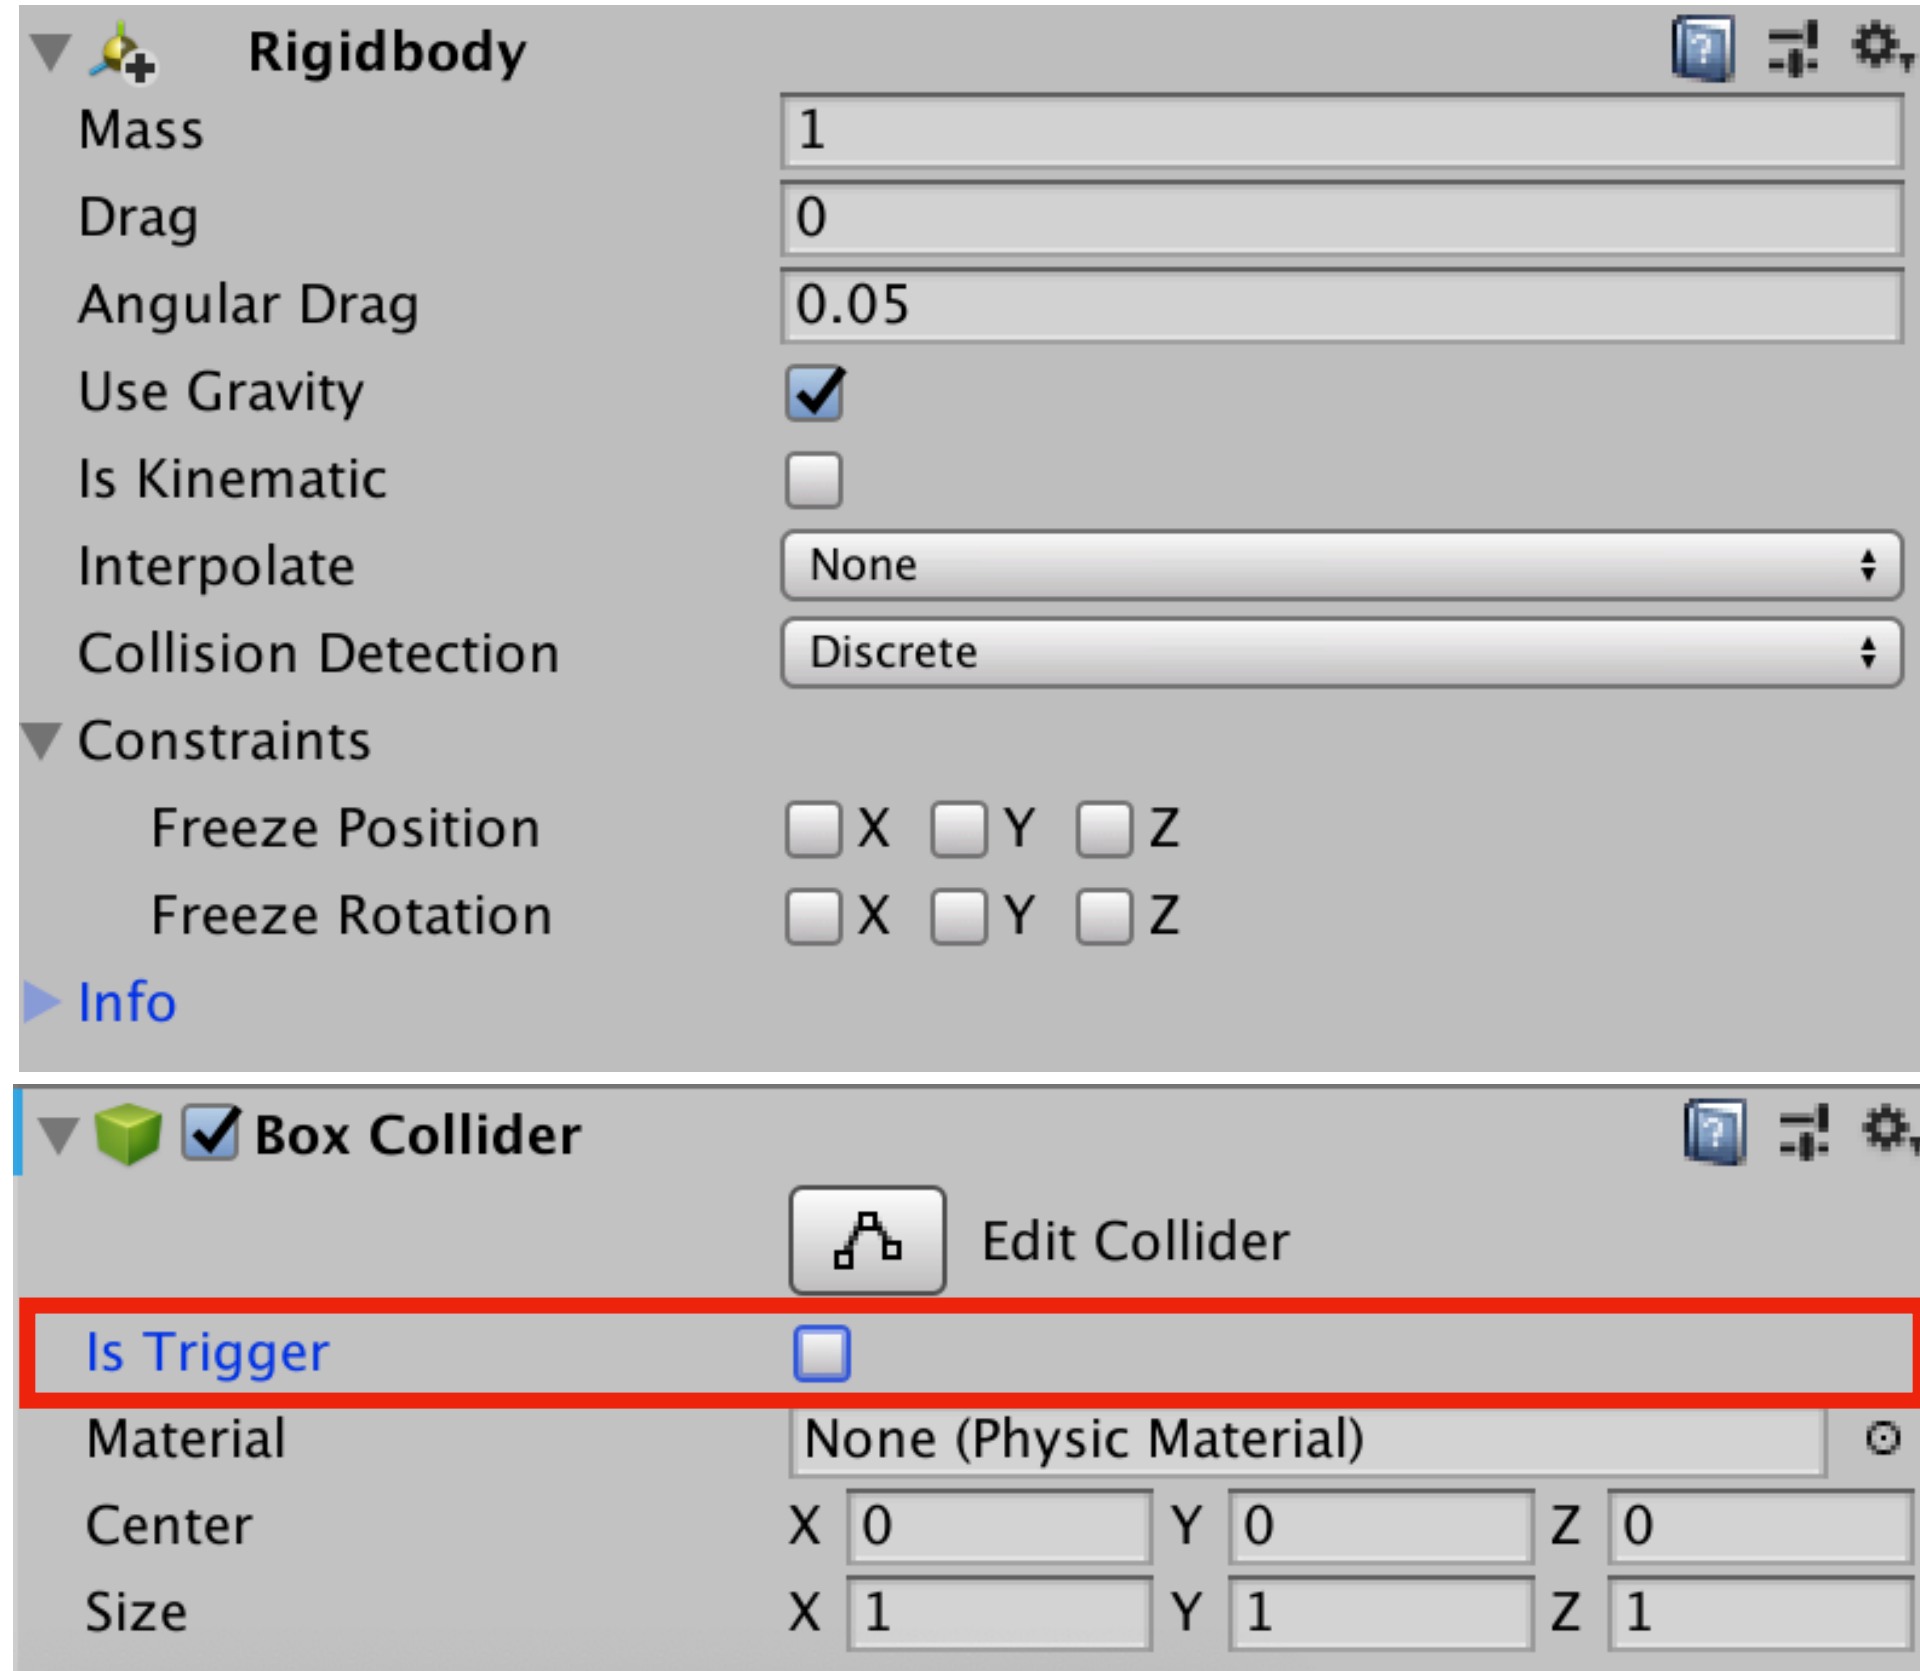 Rigidbody
Mass 1
Drag 0
Angular Drag 0.05
Use Gravity
Is Kinematic
Interpolate None
Collision Detection Discrete
Constraints
Freeze Position X Y Z
Freeze Rotation X Y Z
Info
Box Collider
Edit Collider
Is Trigger
Material None (Physic Material)
Center X 0 Y 0 Z 0
Size X 1 Y 1 Z 1